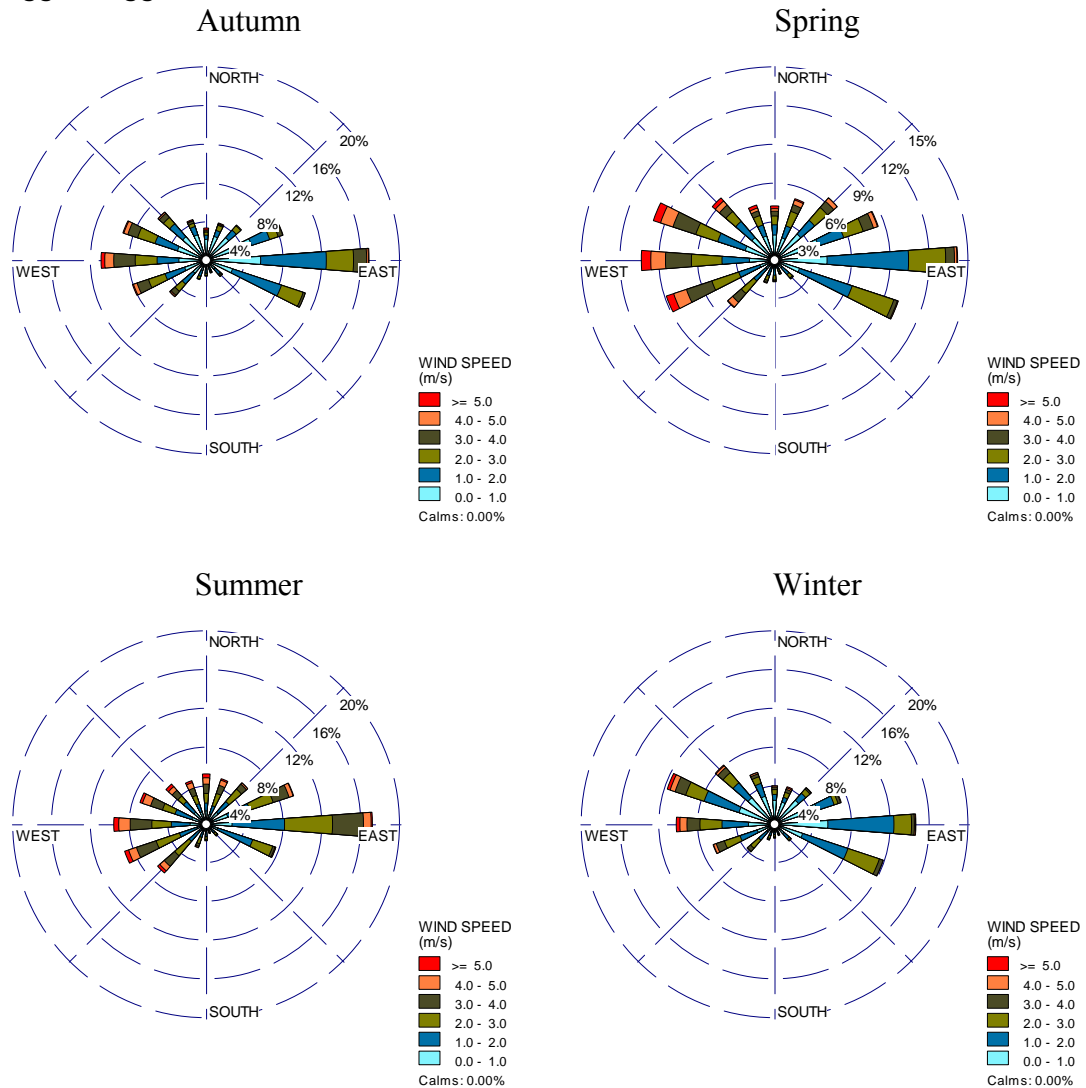 Autumn
NORTH
20%
16%
12%
8%
4%
WEST
EAST
SOUTH
WIND SPEED
(m/s)
>= 5.0
4.0 - 5.0
3.0 - 4.0
2.0 - 3.0
1.0 - 2.0
0.0 - 1.0
Calms: 0.00%
Spring
NORTH
15%
12%
9%
6%
3%
WEST
EAST
SOUTH
WIND SPEED
(m/s)
>= 5.0
4.0 - 5.0
3.0 - 4.0
2.0 - 3.0
1.0 - 2.0
0.0 - 1.0
Calms: 0.00%
Summer
NORTH
20%
16%
12%
8%
4%
WEST
EAST
SOUTH
WIND SPEED
(m/s)
>= 5.0
4.0 - 5.0
3.0 - 4.0
2.0 - 3.0
1.0 - 2.0
0.0 - 1.0
Calms: 0.00%
Winter
NORTH
20%
16%
12%
8%
4%
WEST
EAST
SOUTH
WIND SPEED
(m/s)
>= 5.0
4.0 - 5.0
3.0 - 4.0
2.0 - 3.0
1.0 - 2.0
0.0 - 1.0
Calms: 0.00%